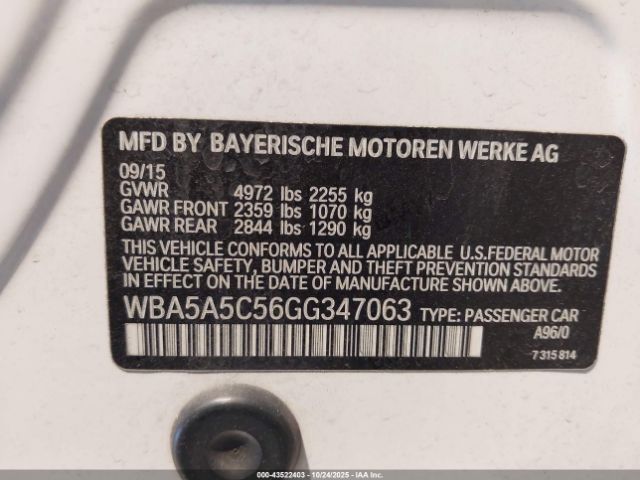 MFD BY BAYERISCHE MOTOREN WERKE AG
09/15
GVWR 4972 lbs 2255 kg
GAWR FRONT 2359 lbs 1070 kg
GAWR REAR 2844 lbs 1290 kg
THIS VEHICLE CONFORMS TO ALL APPLICABLE U.S.FEDERAL MOTOR
VEHICLE SAFETY, BUMPER AND THEFT PREVENTION STANDARDS
IN EFFECT ON THE DATE OF MANUFACTURE SHOWN ABOVE.
WBA5A5C56GG347063 TYPE: PASSENGER CAR
A96/0
7 315 814
000-43522403 - 10/24/2025 - IAA Inc.